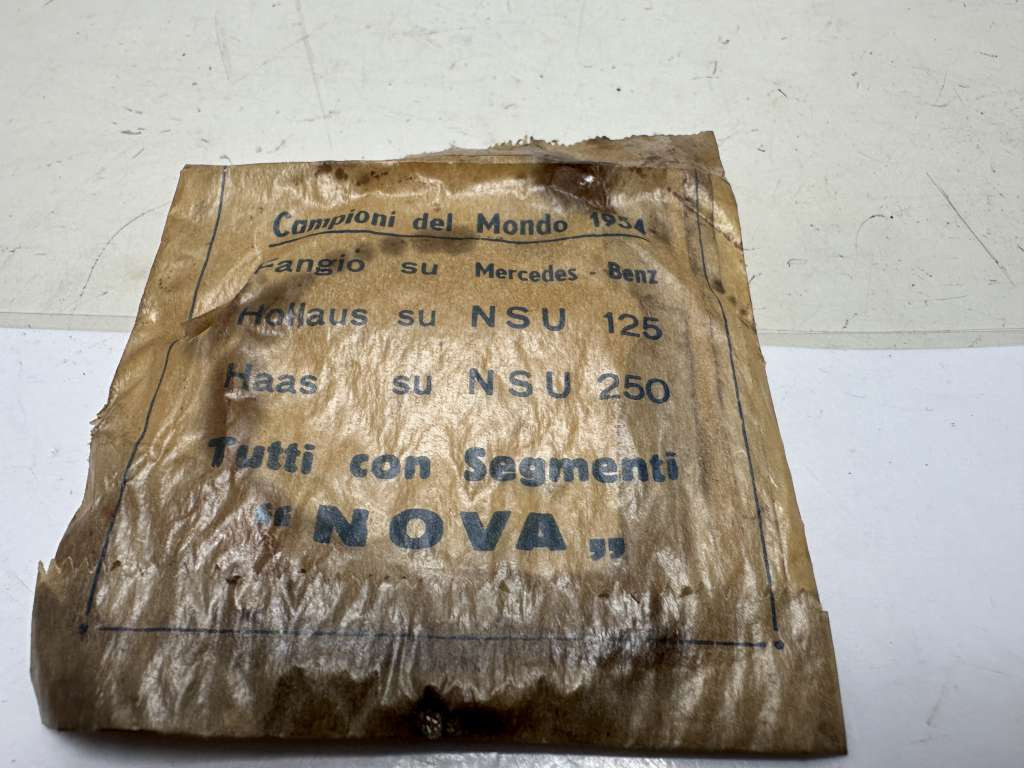 Campioni del Mondo 1954
Fangio su Mercedes - Benz
Hollaus su NSU 125
Haas su NSU 250
Tutti con Segmenti
"NOVA„